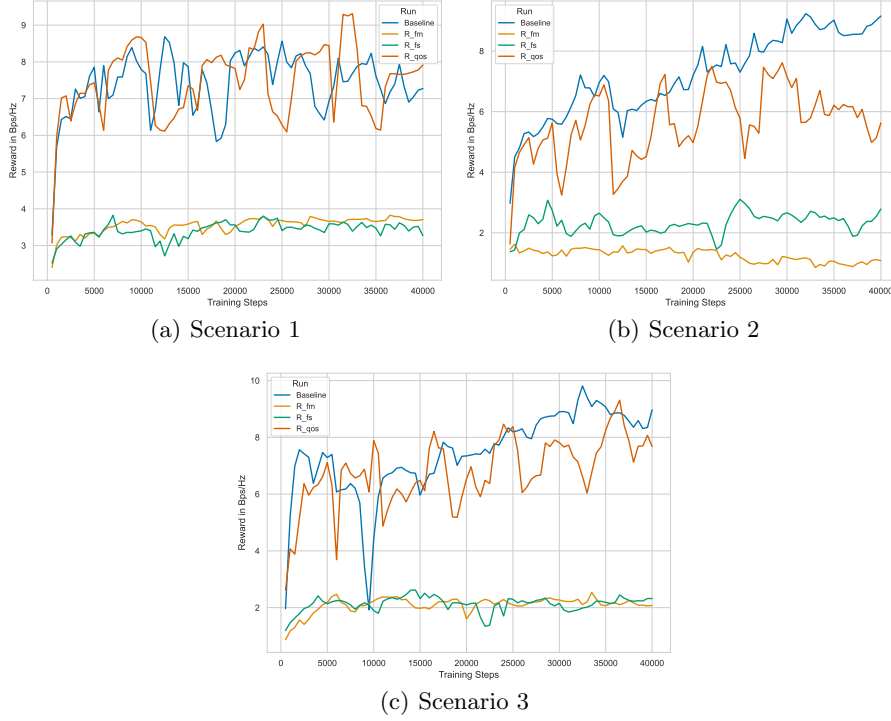 Run
Baseline
R_fm
R_fs
R_qos
9
8
7
6
5
4
3
Reward in Bps/Hz
0 5000 10000 15000 20000 25000 30000 35000 40000
Training Steps
(a) Scenario 1
Run
Baseline
R_fm
R_fs
R_qos
8
6
4
2
Reward in Bps/Hz
0 5000 10000 15000 20000 25000 30000 35000 40000
Training Steps
(b) Scenario 2
Run
Baseline
R_fm
R_fs
R_qos
10
8
6
4
2
Reward in Bps/Hz
0 5000 10000 15000 20000 25000 30000 35000 40000
Training Steps
(c) Scenario 3